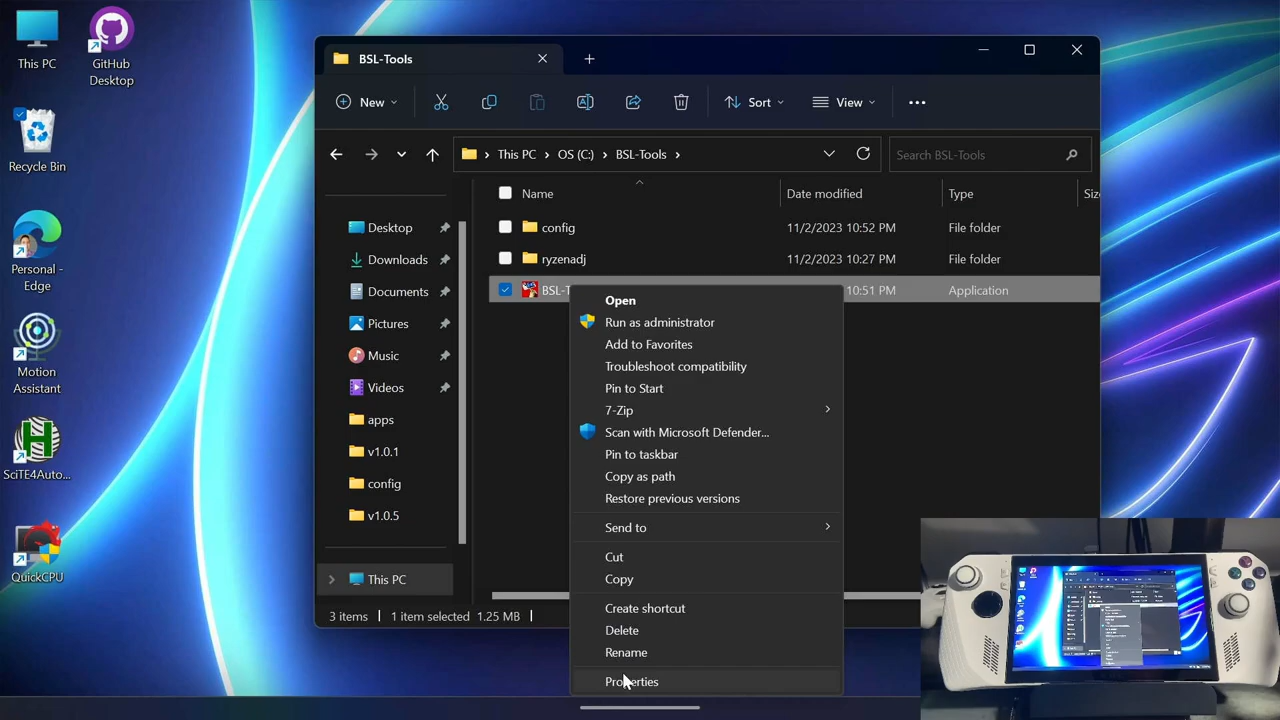 This PC
GitHub
Desktop
Recycle Bin
Personal -
Edge
Motion
Assistant
SciTE4Auto...
QuickCPU
BSL-Tools
New
Sort
View
This PC
OS (C:)
BSL-Tools
Search BSL-Tools
Name
Date modified
Type
Size
config
11/2/2023 10:52 PM
File folder
ryzenadj
11/2/2023 10:27 PM
File folder
BSL-T
10:51 PM
Application
Desktop
Downloads
Documents
Pictures
Music
Videos
apps
v1.0.1
config
v1.0.5
This PC
3 items
1 item selected 1.25 MB
Open
Run as administrator
Add to Favorites
Troubleshoot compatibility
Pin to Start
7-Zip
Scan with Microsoft Defender...
Pin to taskbar
Copy as path
Restore previous versions
Send to
Cut
Copy
Create shortcut
Delete
Rename
Properties